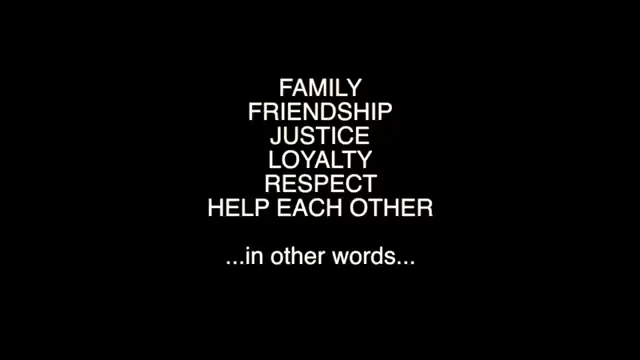 FAMILY
FRIENDSHIP
JUSTICE
LOYALTY
RESPECT
HELP EACH OTHER
...in other words...